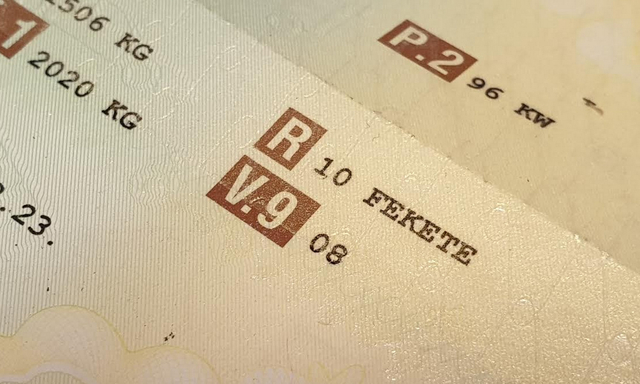 1506 KG
.1 2020 KG
P.2 96 KW
R 10 FEKETE
V.9 08
.23.